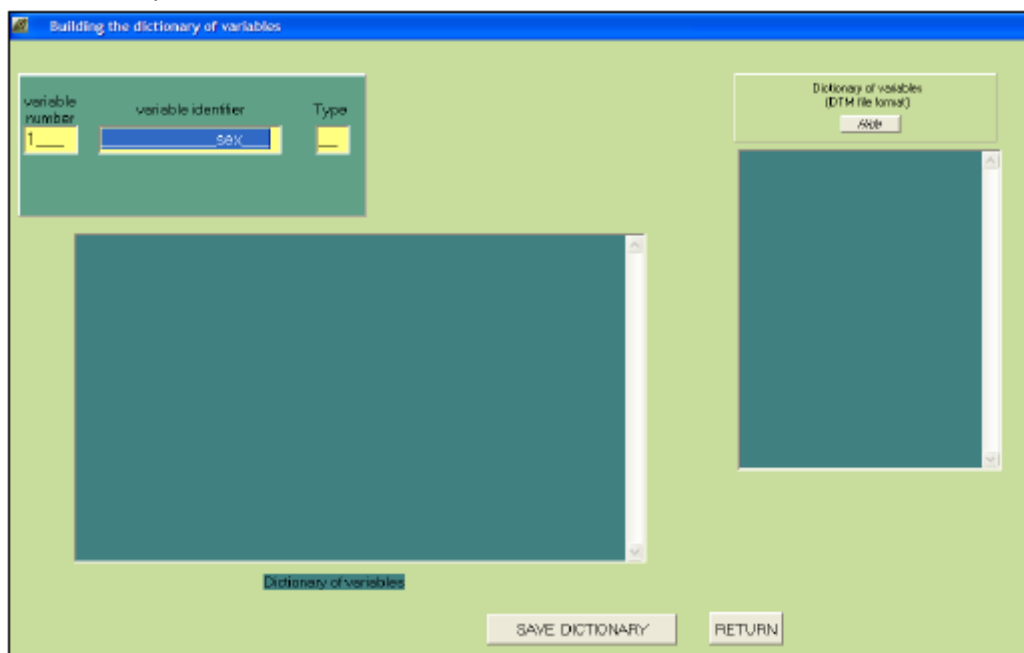 Building the dictionary of variables
variable number
variable identifier
Type
1___
sex
Dictionary of variables
(DTM file format)
Hide
Dictionary of variables
SAVE DICTIONARY
RETURN